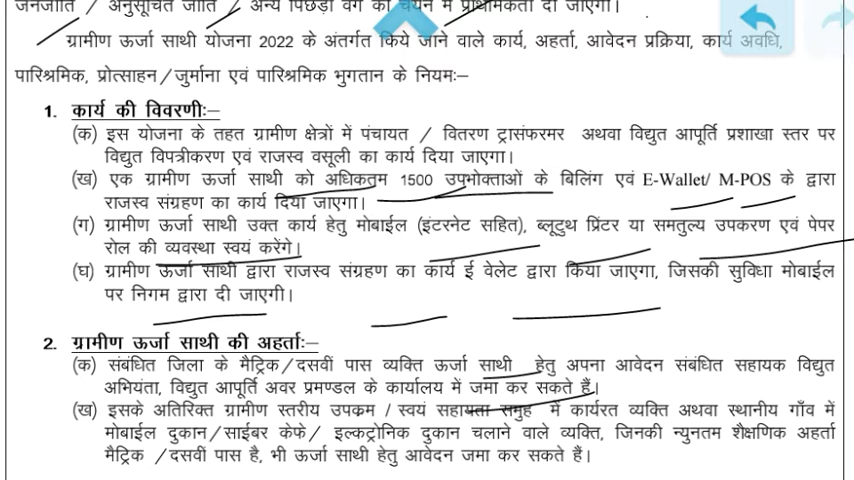 जनजाति / अनुसूचित जाति / अन्य पिछड़ा वर्ग को चयन में प्राथमिकता दी जाएगी।
ग्रामीण ऊर्जा साथी योजना 2022 के अंतर्गत किये जाने वाले कार्य, अहर्ता, आवेदन प्रक्रिया, कार्य अवधि,
पारिश्रमिक, प्रोत्साहन/जुर्माना एवं पारिश्रमिक भुगतान के नियमः–
1. कार्य की विवरणीः–
(क) इस योजना के तहत ग्रामीण क्षेत्रों में पंचायत / वितरण ट्रासंफरमर अथवा विद्युत आपूर्ति प्रशाखा स्तर पर
विद्युत विपत्रीकरण एवं राजस्व वसूली का कार्य दिया जाएगा।
(ख) एक ग्रामीण ऊर्जा साथी को अधिकतम 1500 उपभोक्ताओं के बिलिंग एवं E-Wallet/ M-POS के द्वारा
राजस्व संग्रहण का कार्य दिया जाएगा।
(ग) ग्रामीण ऊर्जा साथी उक्त कार्य हेतु मोबाईल (इंटरनेट सहित), ब्लूटुथ प्रिंटर या समतुल्य उपकरण एवं पेपर
रोल की व्यवस्था स्वयं करेंगे।
(घ) ग्रामीण ऊर्जा साथी द्वारा राजस्व संग्रहण का कार्य ई वेलेट द्वारा किया जाएगा, जिसकी सुविधा मोबाईल
पर निगम द्वारा दी जाएगी।
2. ग्रामीण ऊर्जा साथी की अहर्ताः–
(क) संबंधित जिला के मैट्रिक/दसवीं पास व्यक्ति ऊर्जा साथी हेतु अपना आवेदन संबंधित सहायक विद्युत
अभियंता, विद्युत आपूर्ति अवर प्रमण्डल के कार्यालय में जमा कर सकते हैं।
(ख) इसके अतिरिक्त ग्रामीण स्तरीय उपक्रम / स्वयं सहायता समुह में कार्यरत व्यक्ति अथवा स्थानीय गाँव में
मोबाईल दुकान/साईबर केफे/ इल्कट्रोनिक दुकान चलाने वाले व्यक्ति, जिनकी न्युनतम शैक्षणिक अहर्ता
मैट्रिक /दसवीं पास है, भी ऊर्जा साथी हेतु आवेदन जमा कर सकते हैं।